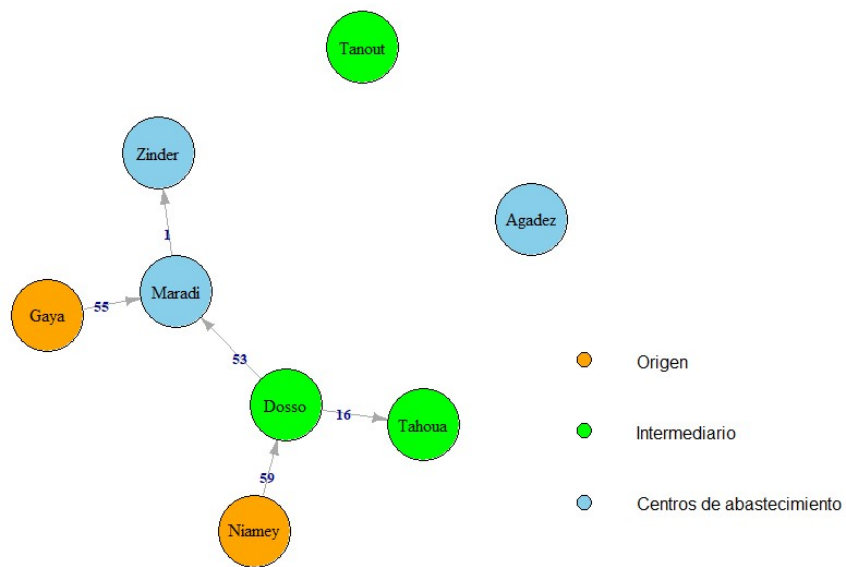 Tanout
Zinder
Agadez
1
Maradi
55
Gaya
53
Origen
Dosso
16
Tahoua
Intermediario
59
Centros de abastecimiento
Niamey